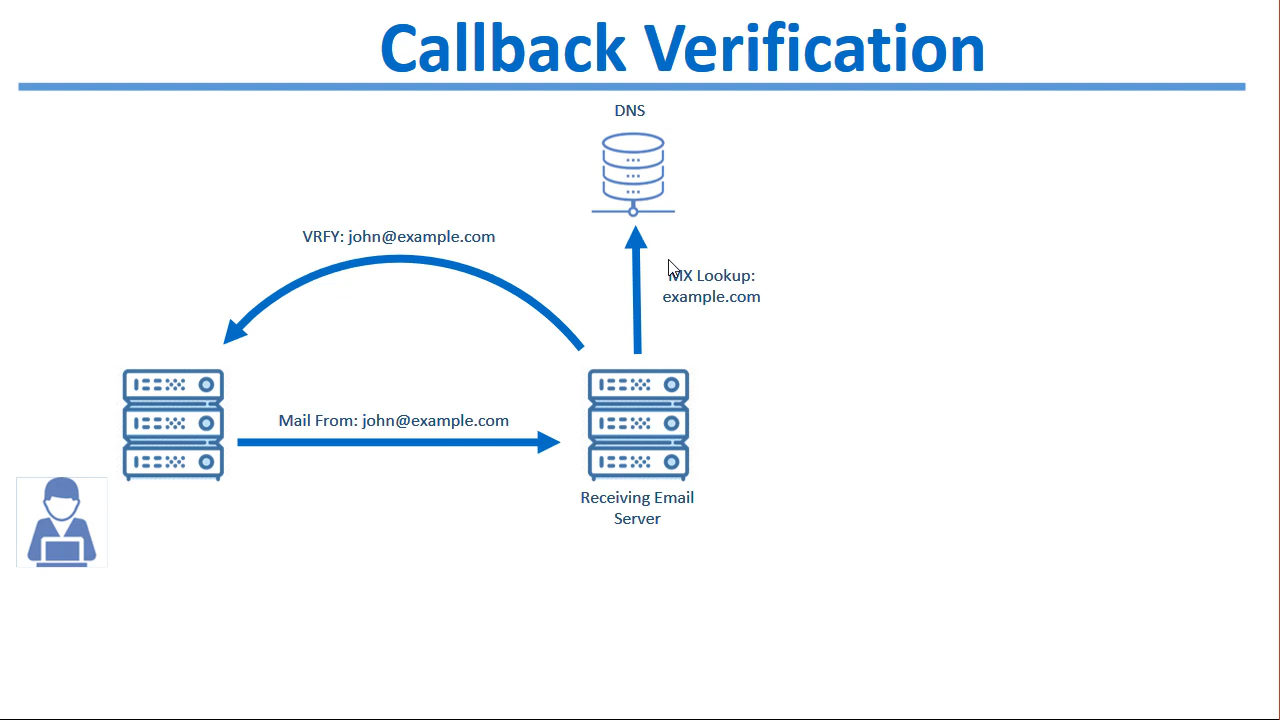 Callback Verification
DNS
VRFY: john@example.com
MX Lookup:
example.com
Mail From: john@example.com
Receiving Email
Server